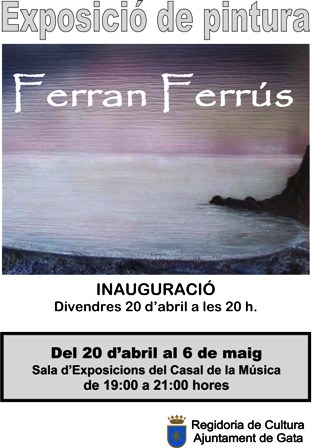 Exposició de pintura
Ferran Ferrús
INAUGURACIÓ
Divendres 20 d'abril a les 20 h.
Del 20 d'abril al 6 de maig
Sala d'Exposicions del Casal de la Música
de 19:00 a 21:00 hores
Regidoria de Cultura
Ajuntament de Gata